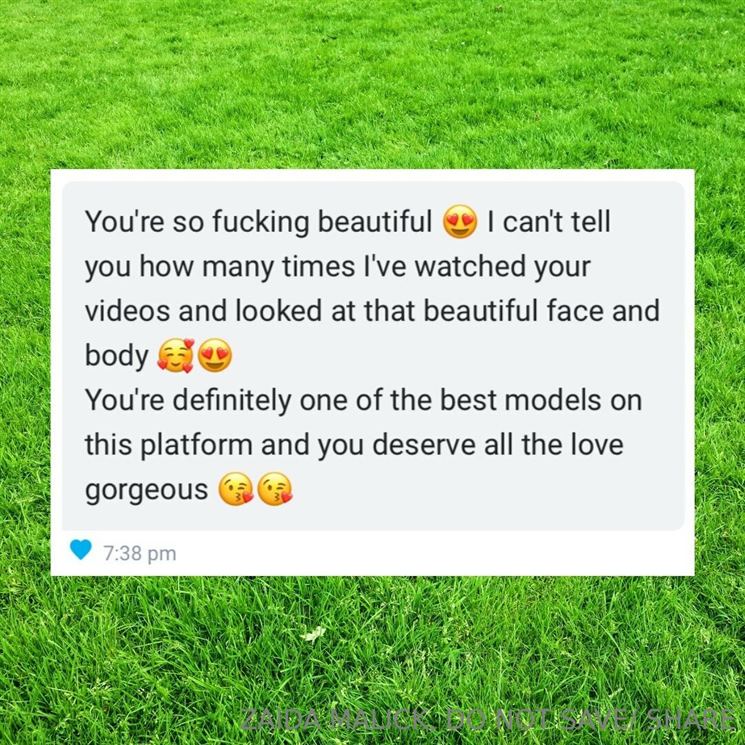 You're so fucking beautiful 😍 I can't tell
you how many times I've watched your
videos and looked at that beautiful face and
body 🥰😍
You're definitely one of the best models on
this platform and you deserve all the love
gorgeous 😘😘
7:38 pm
ZAIDA MALICK. DO NOT SAVE/ SHARE